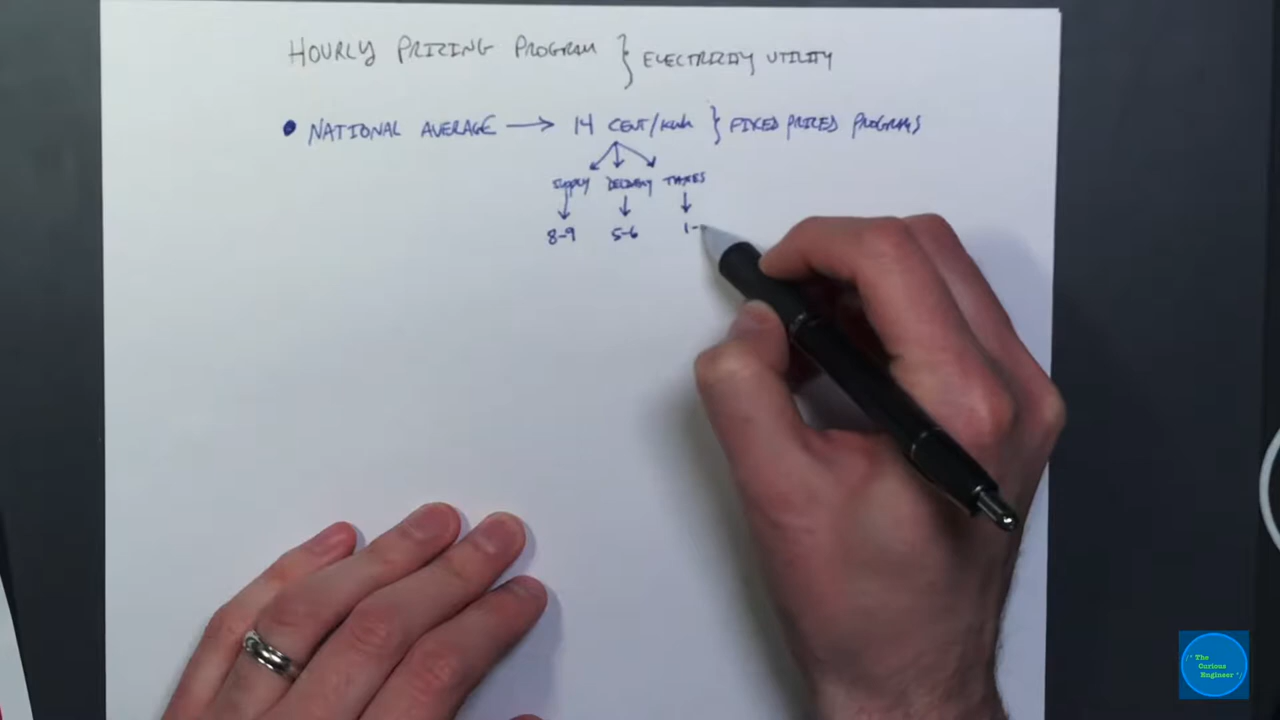 HOURLY PRICING PROGRAM } ELECTRICITY UTILITY
• NATIONAL AVERAGE → 14 CENT/KWh } FIXED PRICED PROGRAMS
SUPPLY DELIVERY TAXES
8-9 5-6 1-
/* The
Curious
Engineer */